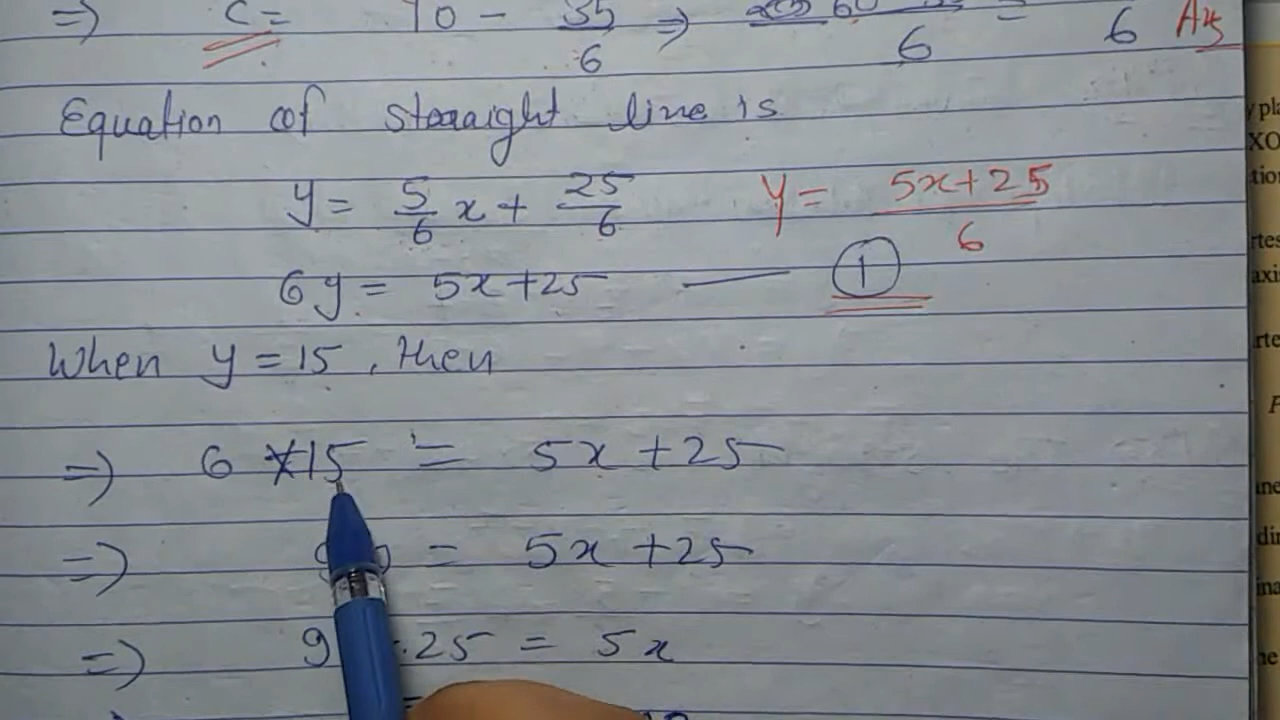 =) C = 10 - 35/6 => 60 / 6 = / 6 Ans
Equation of straight line is
y = 5/6 x + 25/6 y = 5x+25 / 6
6y = 5x+25 — 1
When y = 15, then
=) 6 × 15 = 5x + 25
=) = 5x + 25
=) 9 25 = 5x